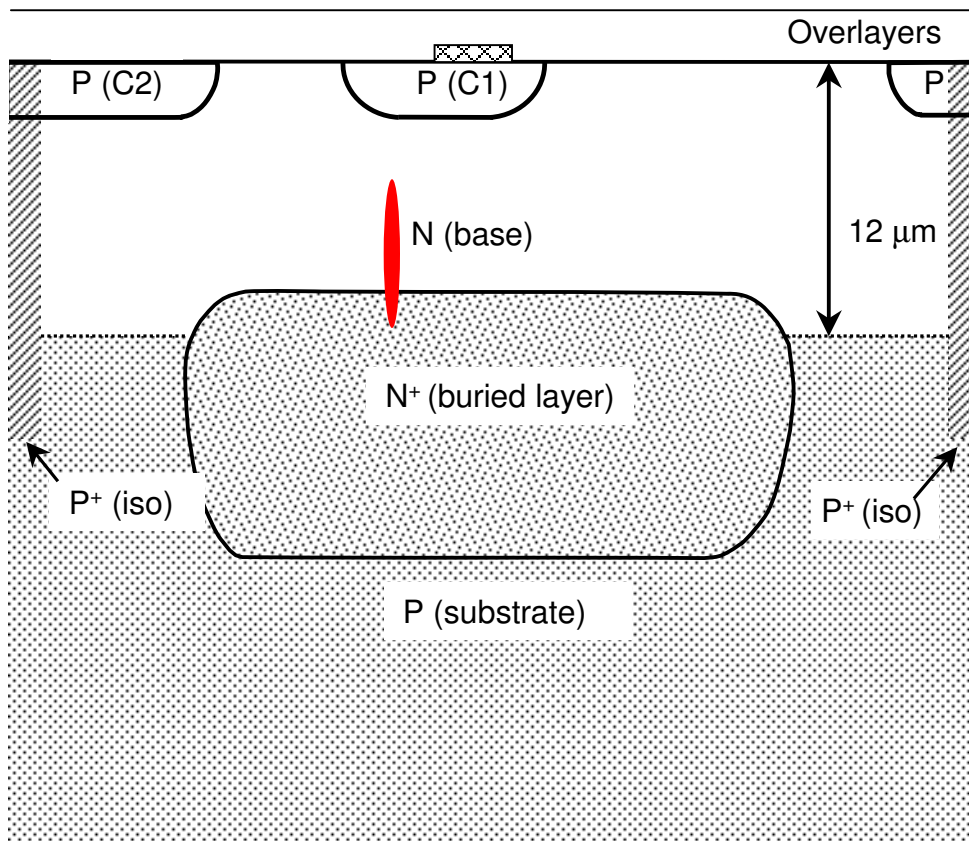 Overlayers
P (C2)
P (C1)
P
N (base)
12 μm
N⁺ (buried layer)
P⁺ (iso)
P⁺ (iso)
P (substrate)